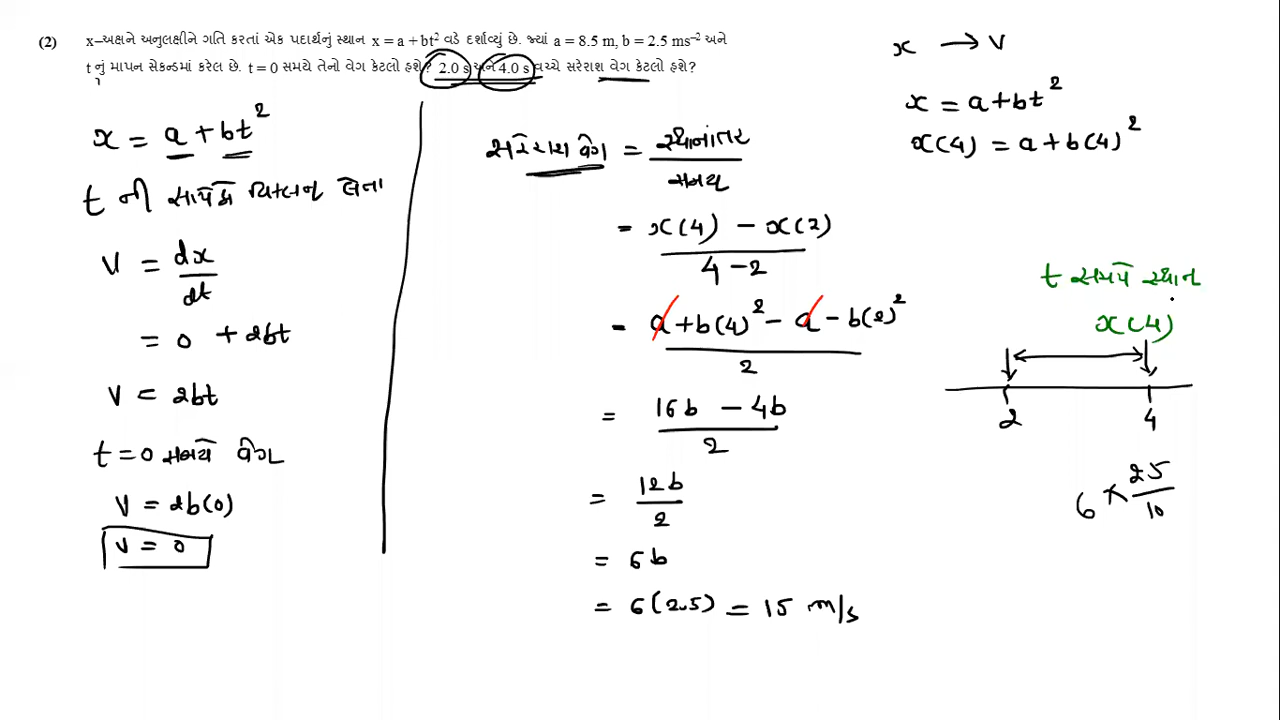 (2) x–અક્ષને અનુલક્ષીને ગતિ કરતાં એક પદાર્થનું સ્થાન x = a + bt² વડે દર્શાવ્યું છે. જ્યાં a = 8.5 m, b = 2.5 ms⁻² અને
t નું માપન સેકન્ડમાં કરેલ છે. t = 0 સમયે તેનો વેગ કેટલો હશે? 2.0 s અને 4.0 s વચ્ચે સરેરાશ વેગ કેટલો હશે?
x = a + bt²
t ની સાપેક્ષે વિકલન લેતા
V = dx/dt
= 0 + 2bt
V = 2bt
t = 0 સમયે વેગ
V = 2b(0)
V = 0
સરેરાશ વેગ = સ્થાનાંતર/સમય
= x(4) – x(2)/4 – 2
= a + b(4)² – a – b(2)²/2
= 16b – 4b/2
= 12b/2
= 6b
= 6(2.5) = 15 m/s
x → V
x = a + bt²
x(4) = a + b(4)²
t સમયે સ્થાન
x(4)
2 4
6 × 25/10